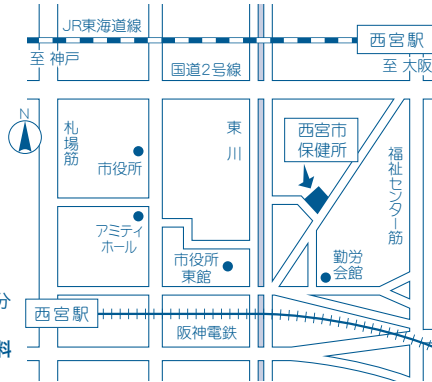 JR東海道線
西宮駅
至 神戸
至 大阪
国道2号線
N
札場筋
市役所
東川
西宮市
保健所
福祉センター筋
アミティ
ホール
市役所
東館
勤労
会館
分
西宮駅
阪神電鉄
料